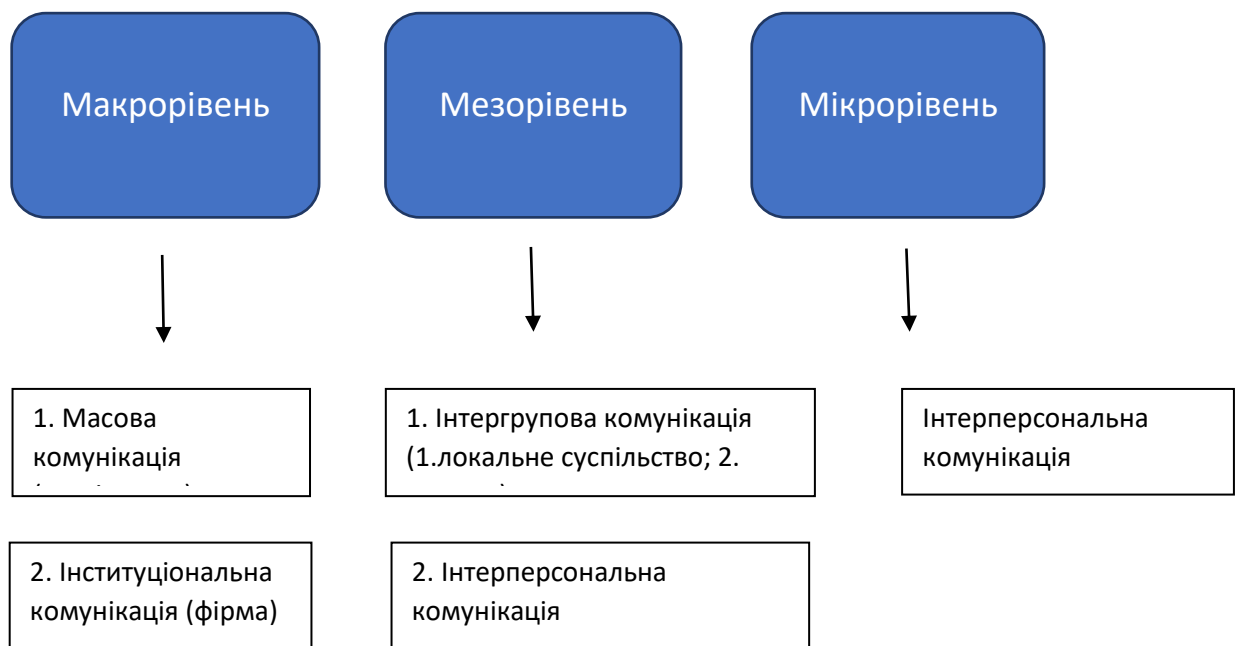 Макрорівень
Мезорівень
Мікрорівень
1. Масова
комунікація
1. Інтергрупова комунікація
(1.локальне суспільство; 2.
Інтерперсональна
комунікація
2. Інституціональна
комунікація (фірма)
2. Інтерперсональна
комунікація